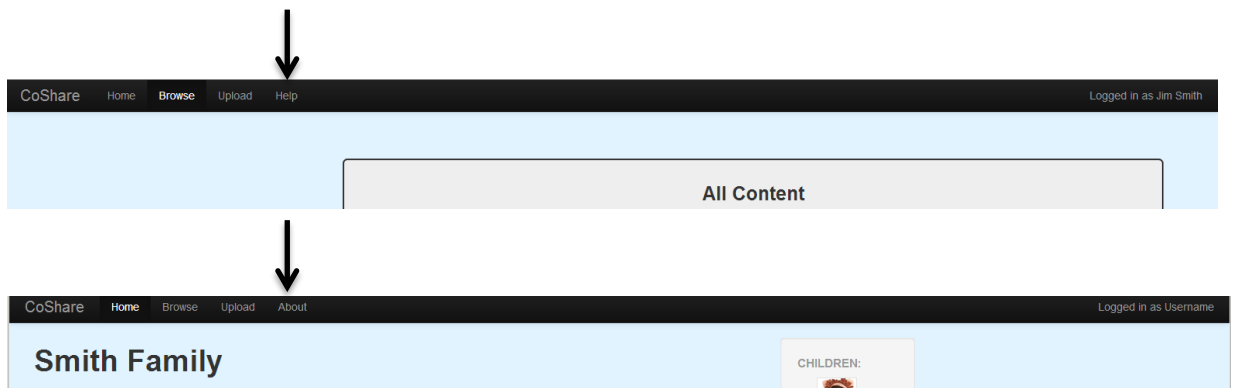 CoShare Home Browse Upload Help Logged in as Jim Smith
All Content
CoShare Home Browse Upload About Logged in as Username
Smith Family
CHILDREN: